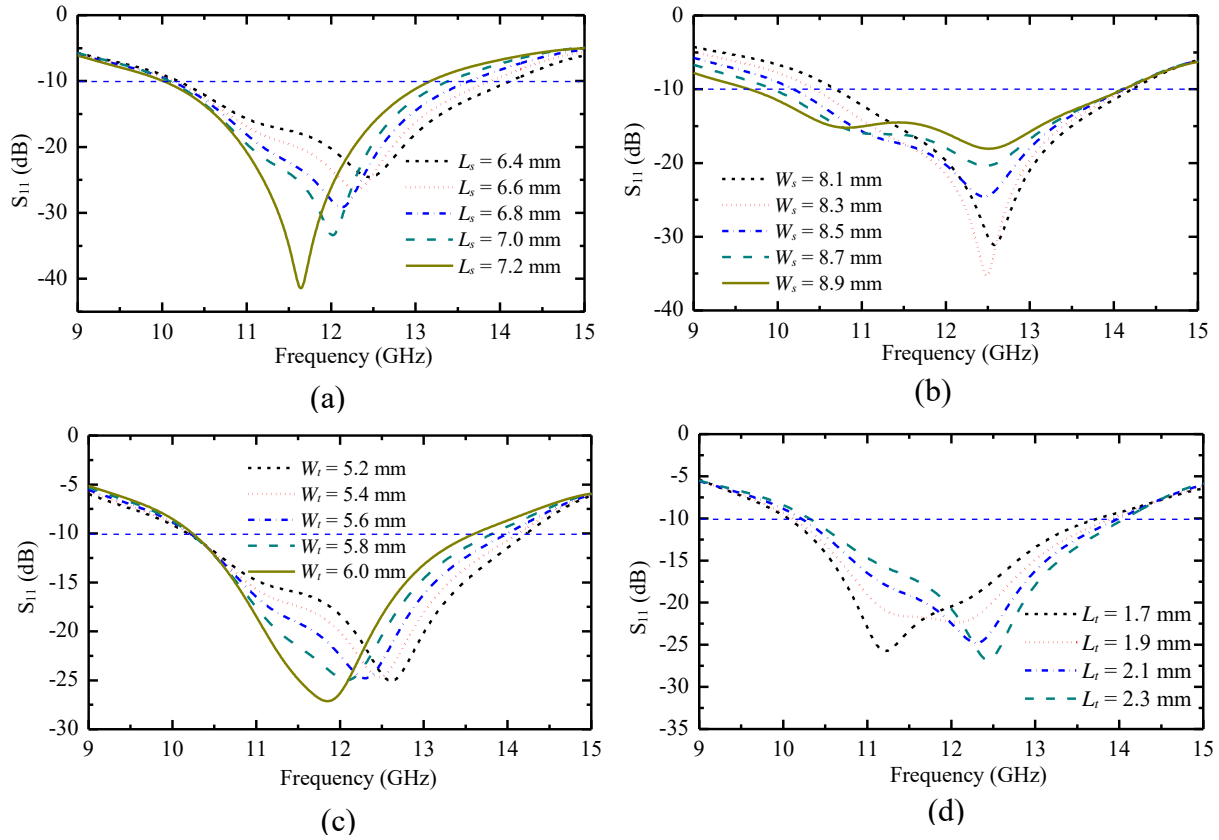 0
-10
-20
-30
-40
S11 (dB)
Ls = 6.4 mm
Ls = 6.6 mm
Ls = 6.8 mm
Ls = 7.0 mm
Ls = 7.2 mm
9 10 11 12 13 14 15
Frequency (GHz)
(a)
0
-10
-20
-30
-40
S11 (dB)
Ws = 8.1 mm
Ws = 8.3 mm
Ws = 8.5 mm
Ws = 8.7 mm
Ws = 8.9 mm
9 10 11 12 13 14 15
Frequency (GHz)
(b)
0
-5
-10
-15
-20
-25
-30
S11 (dB)
Wt = 5.2 mm
Wt = 5.4 mm
Wt = 5.6 mm
Wt = 5.8 mm
Wt = 6.0 mm
9 10 11 12 13 14 15
Frequency (GHz)
(c)
0
-5
-10
-15
-20
-25
-30
-35
S11 (dB)
Lt = 1.7 mm
Lt = 1.9 mm
Lt = 2.1 mm
Lt = 2.3 mm
9 10 11 12 13 14 15
Frequency (GHz)
(d)